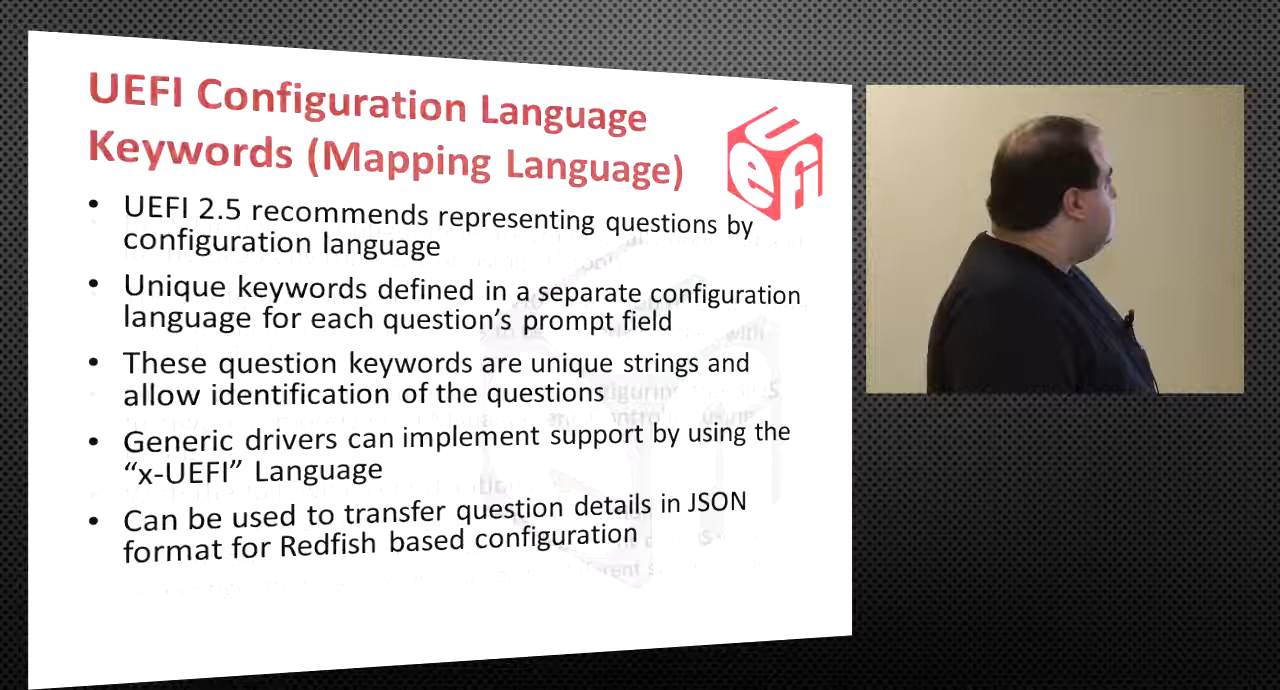 UEFI Configuration Language
Keywords (Mapping Language)
UEFI
• UEFI 2.5 recommends representing questions by
configuration language
• Unique keywords defined in a separate configuration
language for each question’s prompt field
• These question keywords are unique strings and
allow identification of the questions
• Generic drivers can implement support by using the
“x-UEFI” Language
• Can be used to transfer question details in JSON
format for Redfish based configuration